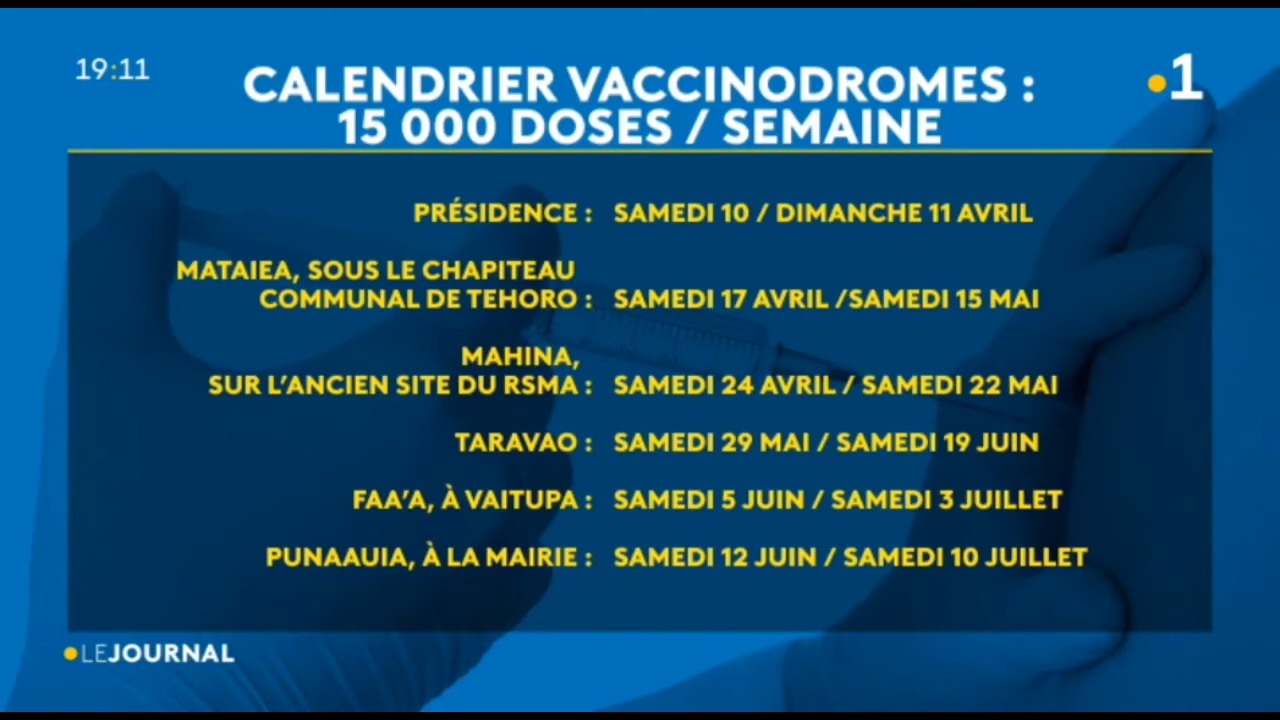 19:11
CALENDRIER VACCINODROMES :
15 000 DOSES / SEMAINE
1
PRÉSIDENCE : SAMEDI 10 / DIMANCHE 11 AVRIL
MATAIEA, SOUS LE CHAPITEAU
COMMUNAL DE TEHORO : SAMEDI 17 AVRIL /SAMEDI 15 MAI
MAHINA,
SUR L'ANCIEN SITE DU RSMA : SAMEDI 24 AVRIL / SAMEDI 22 MAI
TARAVAO : SAMEDI 29 MAI / SAMEDI 19 JUIN
FAA'A, À VAITUPA : SAMEDI 5 JUIN / SAMEDI 3 JUILLET
PUNAAUIA, À LA MAIRIE : SAMEDI 12 JUIN / SAMEDI 10 JUILLET
LEJOURNAL